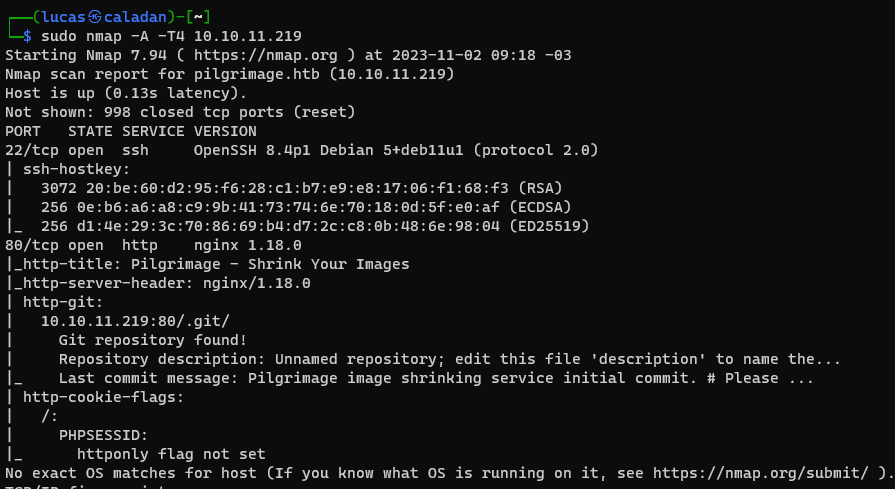 (lucas㉿caladan)-[~]
$ sudo nmap -A -T4 10.10.11.219
Starting Nmap 7.94 ( https://nmap.org ) at 2023-11-02 09:18 -03
Nmap scan report for pilgrimage.htb (10.10.11.219)
Host is up (0.13s latency).
Not shown: 998 closed tcp ports (reset)
PORT   STATE SERVICE VERSION
22/tcp open  ssh     OpenSSH 8.4p1 Debian 5+deb11u1 (protocol 2.0)
| ssh-hostkey:
|   3072 20:be:60:d2:95:f6:28:c1:b7:e9:e8:17:06:f1:68:f3 (RSA)
|   256 0e:b6:a6:a8:c9:9b:41:73:74:6e:70:18:0d:5f:e0:af (ECDSA)
|_  256 d1:4e:29:3c:70:86:69:b4:d7:2c:c8:0b:48:6e:98:04 (ED25519)
80/tcp open  http    nginx 1.18.0
|_http-title: Pilgrimage - Shrink Your Images
|_http-server-header: nginx/1.18.0
| http-git:
|   10.10.11.219:80/.git/
|     Git repository found!
|     Repository description: Unnamed repository; edit this file 'description' to name the...
|_    Last commit message: Pilgrimage image shrinking service initial commit. # Please ...
| http-cookie-flags:
|   /:
|     PHPSESSID:
|_      httponly flag not set
No exact OS matches for host (If you know what OS is running on it, see https://nmap.org/submit/ ).